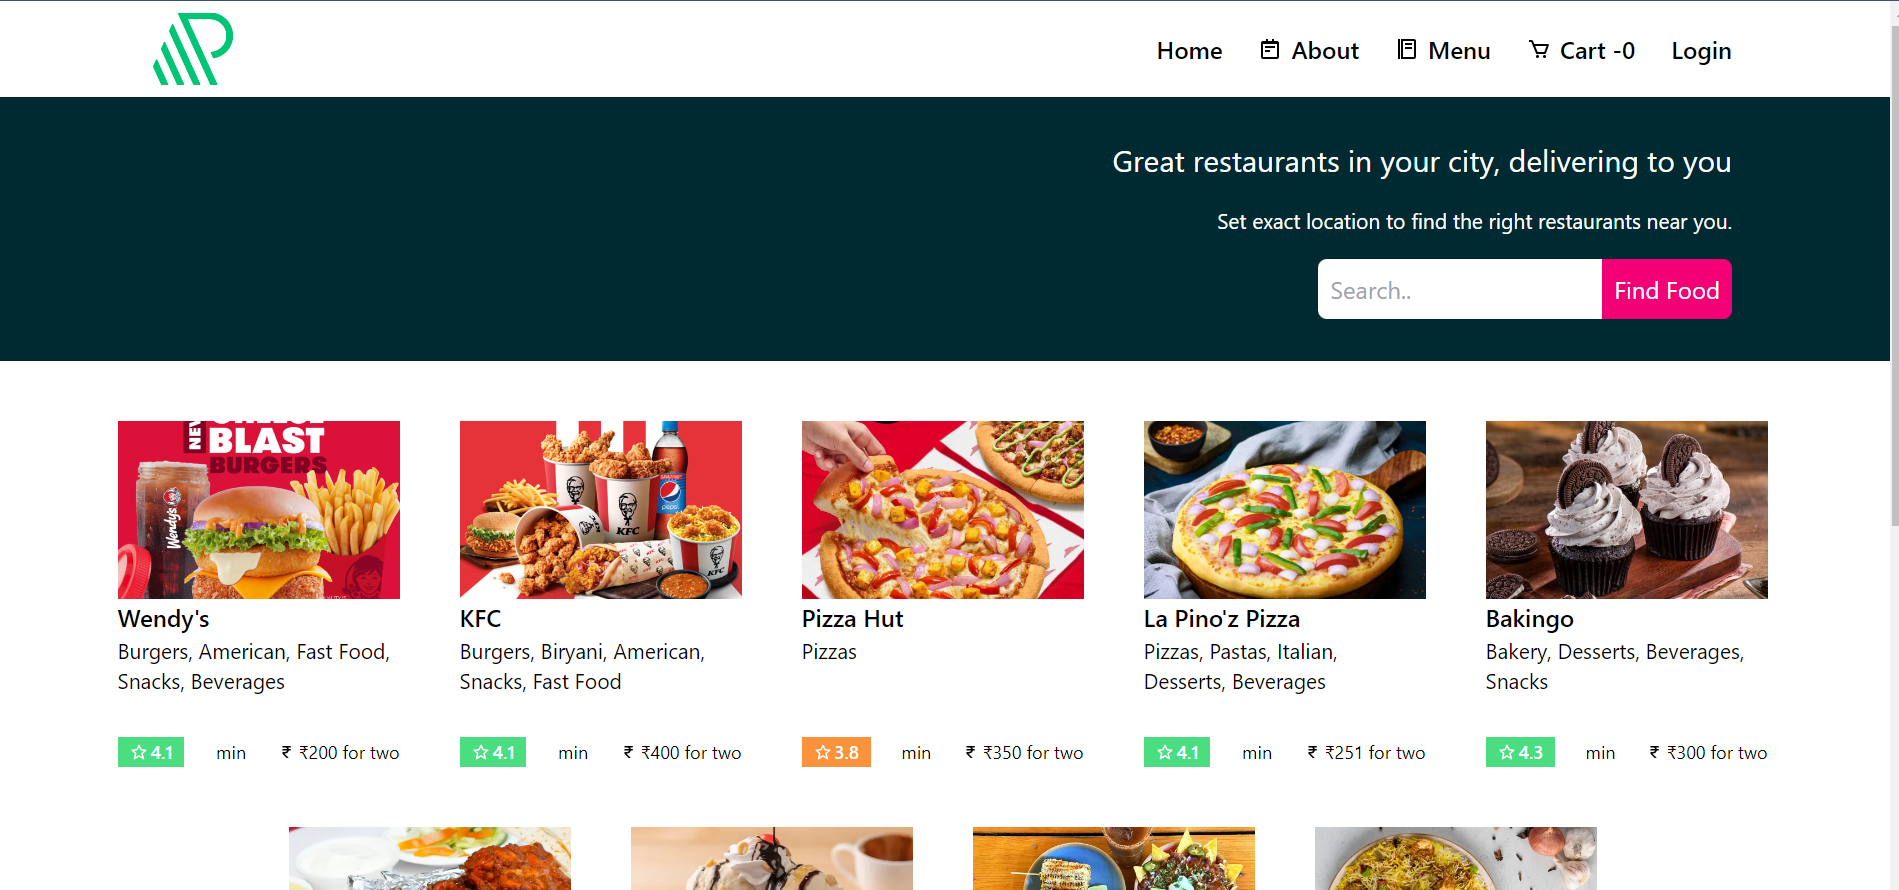 Home
About
Menu
Cart -0
Login
Great restaurants in your city, delivering to you
Set exact location to find the right restaurants near you.
Search..
Find Food
NEW
BLAST
BURGERS
Wendy's
KFC
pepsi
KFC
Wendy's
Burgers, American, Fast Food,
Snacks, Beverages
4.1
min
₹ ₹200 for two
KFC
Burgers, Biryani, American,
Snacks, Fast Food
4.1
min
₹ ₹400 for two
Pizza Hut
Pizzas
3.8
min
₹ ₹350 for two
La Pino'z Pizza
Pizzas, Pastas, Italian,
Desserts, Beverages
4.1
min
₹ ₹251 for two
Bakingo
Bakery, Desserts, Beverages,
Snacks
4.3
min
₹ ₹300 for two